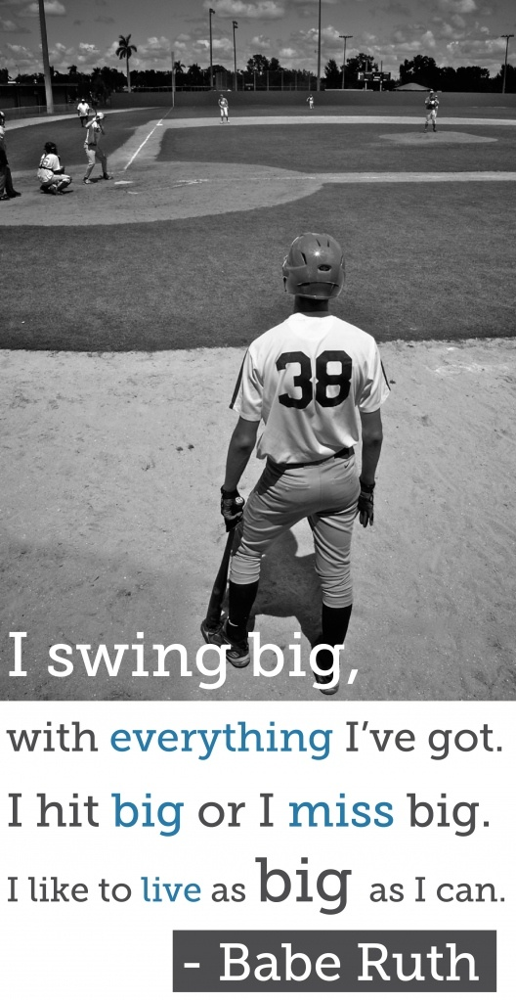 38
I swing big,
with everything I've got.
I hit big or I miss big.
I like to live as big as I can.
- Babe Ruth